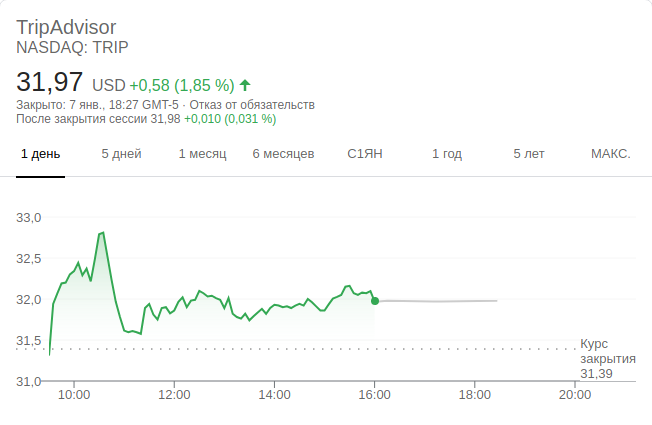 TripAdvisor
NASDAQ: TRIP
31,97 USD +0,58 (1,85 %)
Закрыто: 7 янв., 18:27 GMT-5 · Отказ от обязательств
После закрытия сессии 31,98 +0,010 (0,031 %)
1 день 5 дней 1 месяц 6 месяцев С1ЯН 1 год 5 лет МАКС.
33,0
32,5
32,0
31,5
31,0
Курс
закрытия
31,39
10:00 12:00 14:00 16:00 20:00